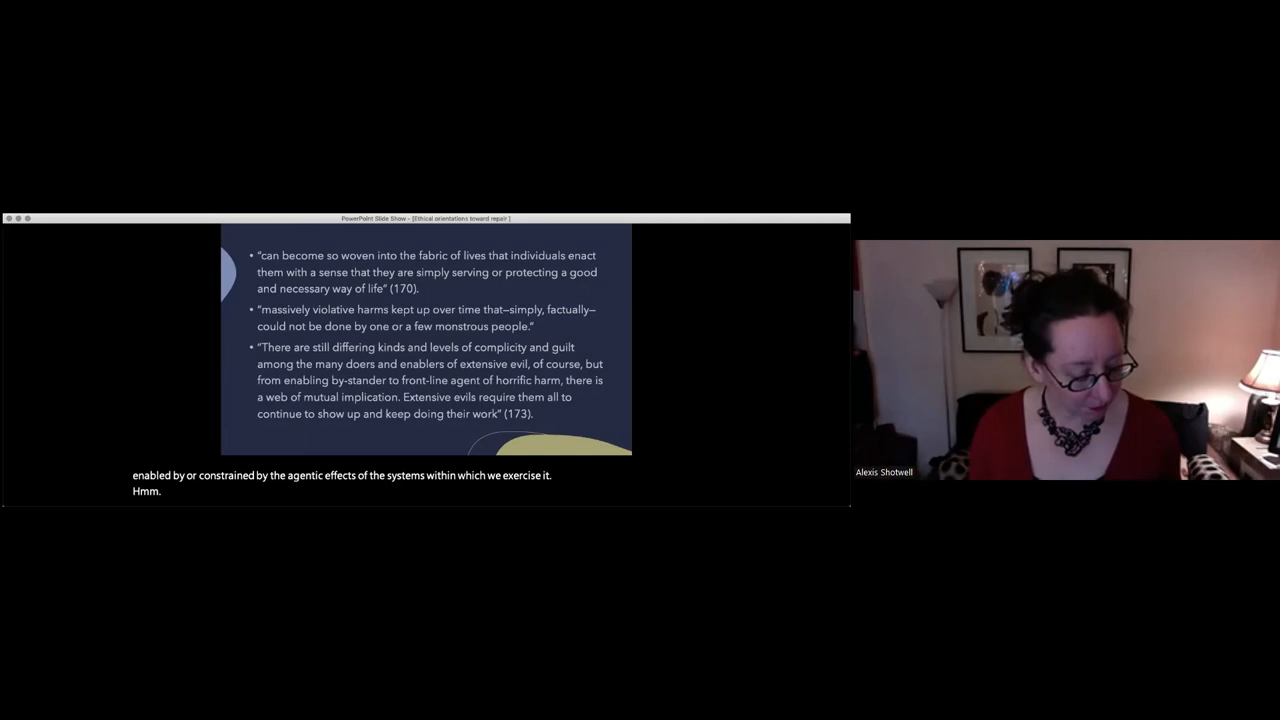 PowerPoint Slide Show - [Ethical orientations toward repair ]
• “can become so woven into the fabric of lives that individuals enact
them with a sense that they are simply serving or protecting a good
and necessary way of life” (170).
• “massively violative harms kept up over time that—simply, factually—
could not be done by one or a few monstrous people.”
• “There are still differing kinds and levels of complicity and guilt
among the many doers and enablers of extensive evil, of course, but
from enabling by-stander to front-line agent of horrific harm, there is
a web of mutual implication. Extensive evils require them all to
continue to show up and keep doing their work” (173).
enabled by or constrained by the agentic effects of the systems within which we exercise it.
Hmm.
Alexis Shotwell